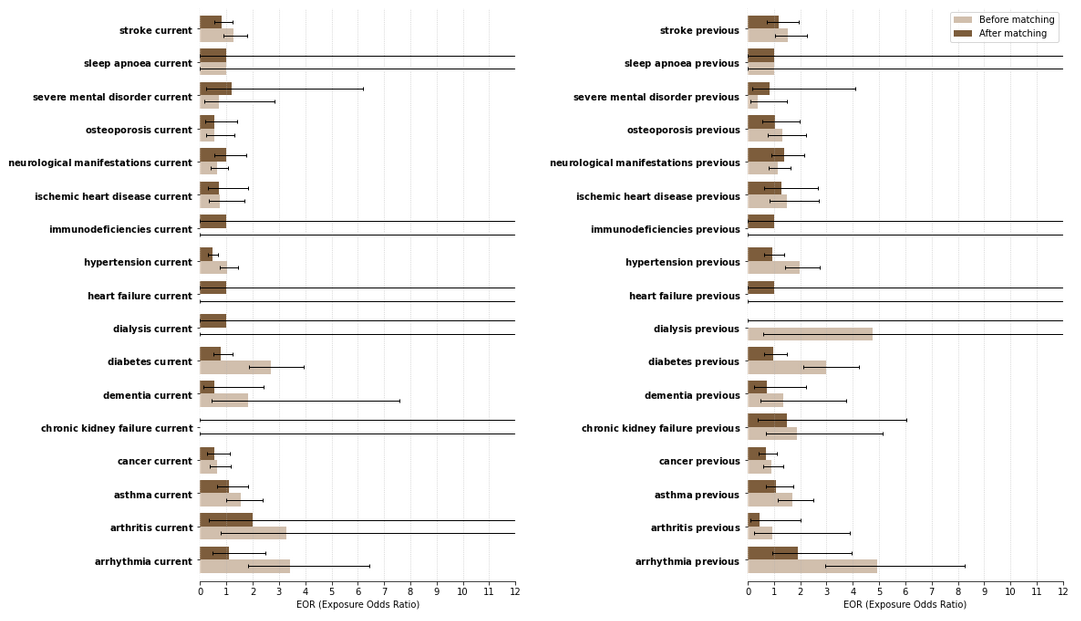 stroke current
sleep apnoea current
severe mental disorder current
osteoporosis current
neurological manifestations current
ischemic heart disease current
immunodeficiencies current
hypertension current
heart failure current
dialysis current
diabetes current
dementia current
chronic kidney failure current
cancer current
asthma current
arthritis current
arrhythmia current
0 1 2 3 4 5 6 7 8 9 10 11 12
EOR (Exposure Odds Ratio)
Before matching
After matching
stroke previous
sleep apnoea previous
severe mental disorder previous
osteoporosis previous
neurological manifestations previous
ischemic heart disease previous
immunodeficiencies previous
hypertension previous
heart failure previous
dialysis previous
diabetes previous
dementia previous
chronic kidney failure previous
cancer previous
asthma previous
arthritis previous
arrhythmia previous
0 1 2 3 4 5 6 7 8 9 10 11 12
EOR (Exposure Odds Ratio)